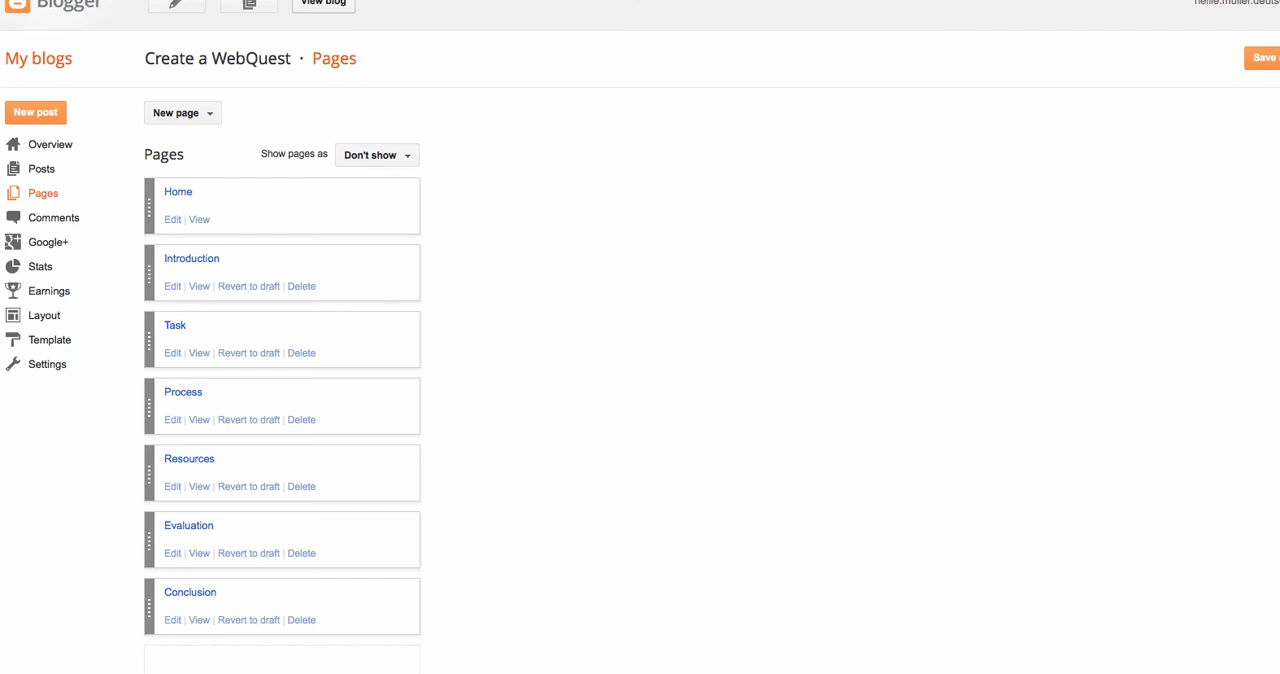 Blogger
View blog
My blogs
Create a WebQuest · Pages
Save
New post
New page
Overview
Posts
Pages
Comments
Google+
Stats
Earnings
Layout
Template
Settings
Pages
Show pages as
Don't show
Home
Edit | View
Introduction
Edit | View | Revert to draft | Delete
Task
Edit | View | Revert to draft | Delete
Process
Edit | View | Revert to draft | Delete
Resources
Edit | View | Revert to draft | Delete
Evaluation
Edit | View | Revert to draft | Delete
Conclusion
Edit | View | Revert to draft | Delete